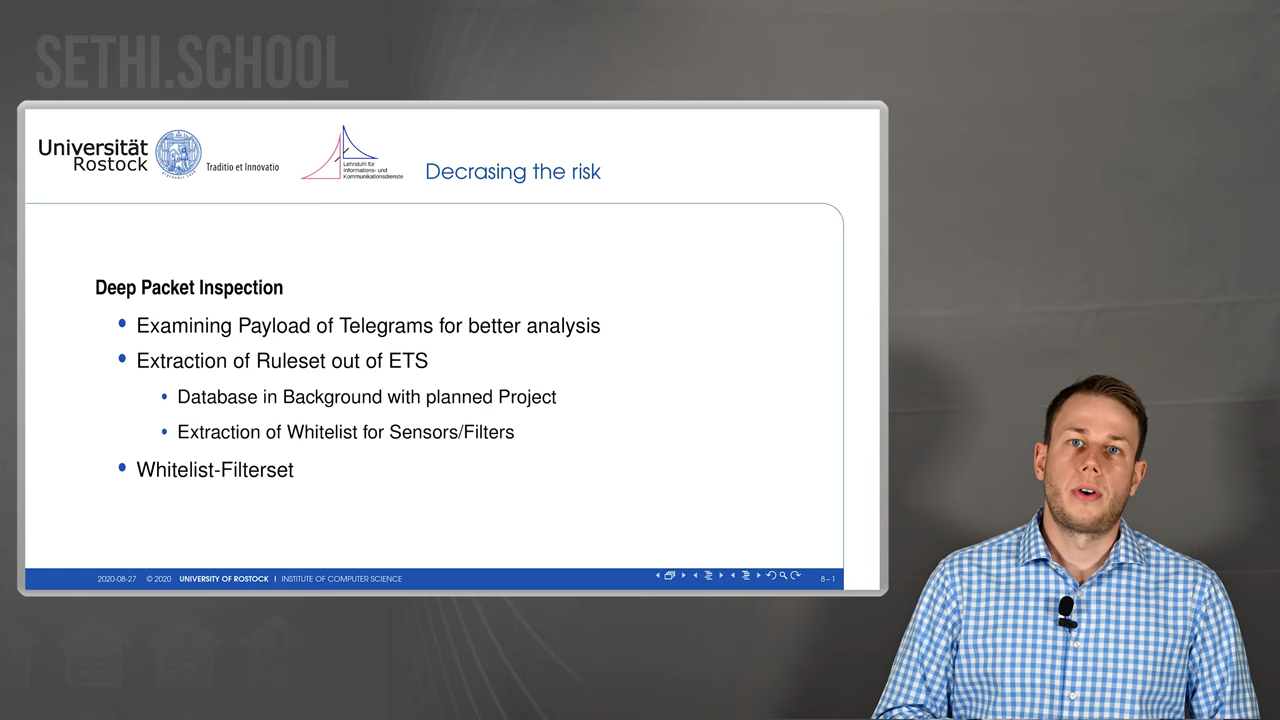 SETHI.SCHOOL
Universität
Rostock
Traditio et Innovatio
Lehrstuhl für
Informations- und
Kommunikationsdienste
Decrasing the risk
Deep Packet Inspection
Examining Payload of Telegrams for better analysis
Extraction of Ruleset out of ETS
Database in Background with planned Project
Extraction of Whitelist for Sensors/Filters
Whitelist-Filterset
2020-08-27 © 2020 UNIVERSITY OF ROSTOCK | INSTITUTE OF COMPUTER SCIENCE 8 – 1